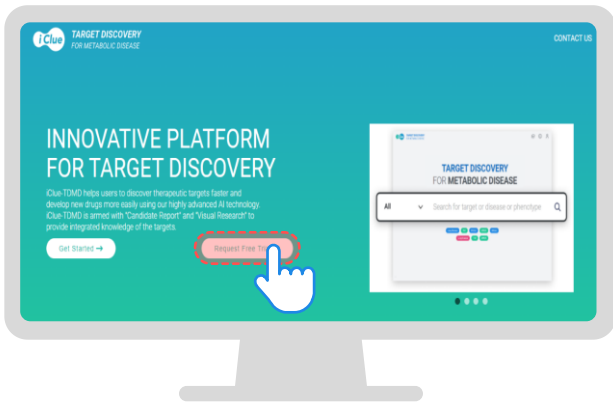 iClue
TARGET DISCOVERY
FOR METABOLIC DISEASE
CONTACT US
INNOVATIVE PLATFORM
FOR TARGET DISCOVERY
iClue-TDMD helps users to discover therapeutic targets faster and
develop new drugs more easily using our highly advanced AI technology.
iClue-TDMD is armed with "Candidate Report" and "Visual Research" to
provide integrated knowledge of the targets.
Get Started →
Request Free
TARGET DISCOVERY
FOR METABOLIC DISEASE
All
Search for target or disease or phenotype